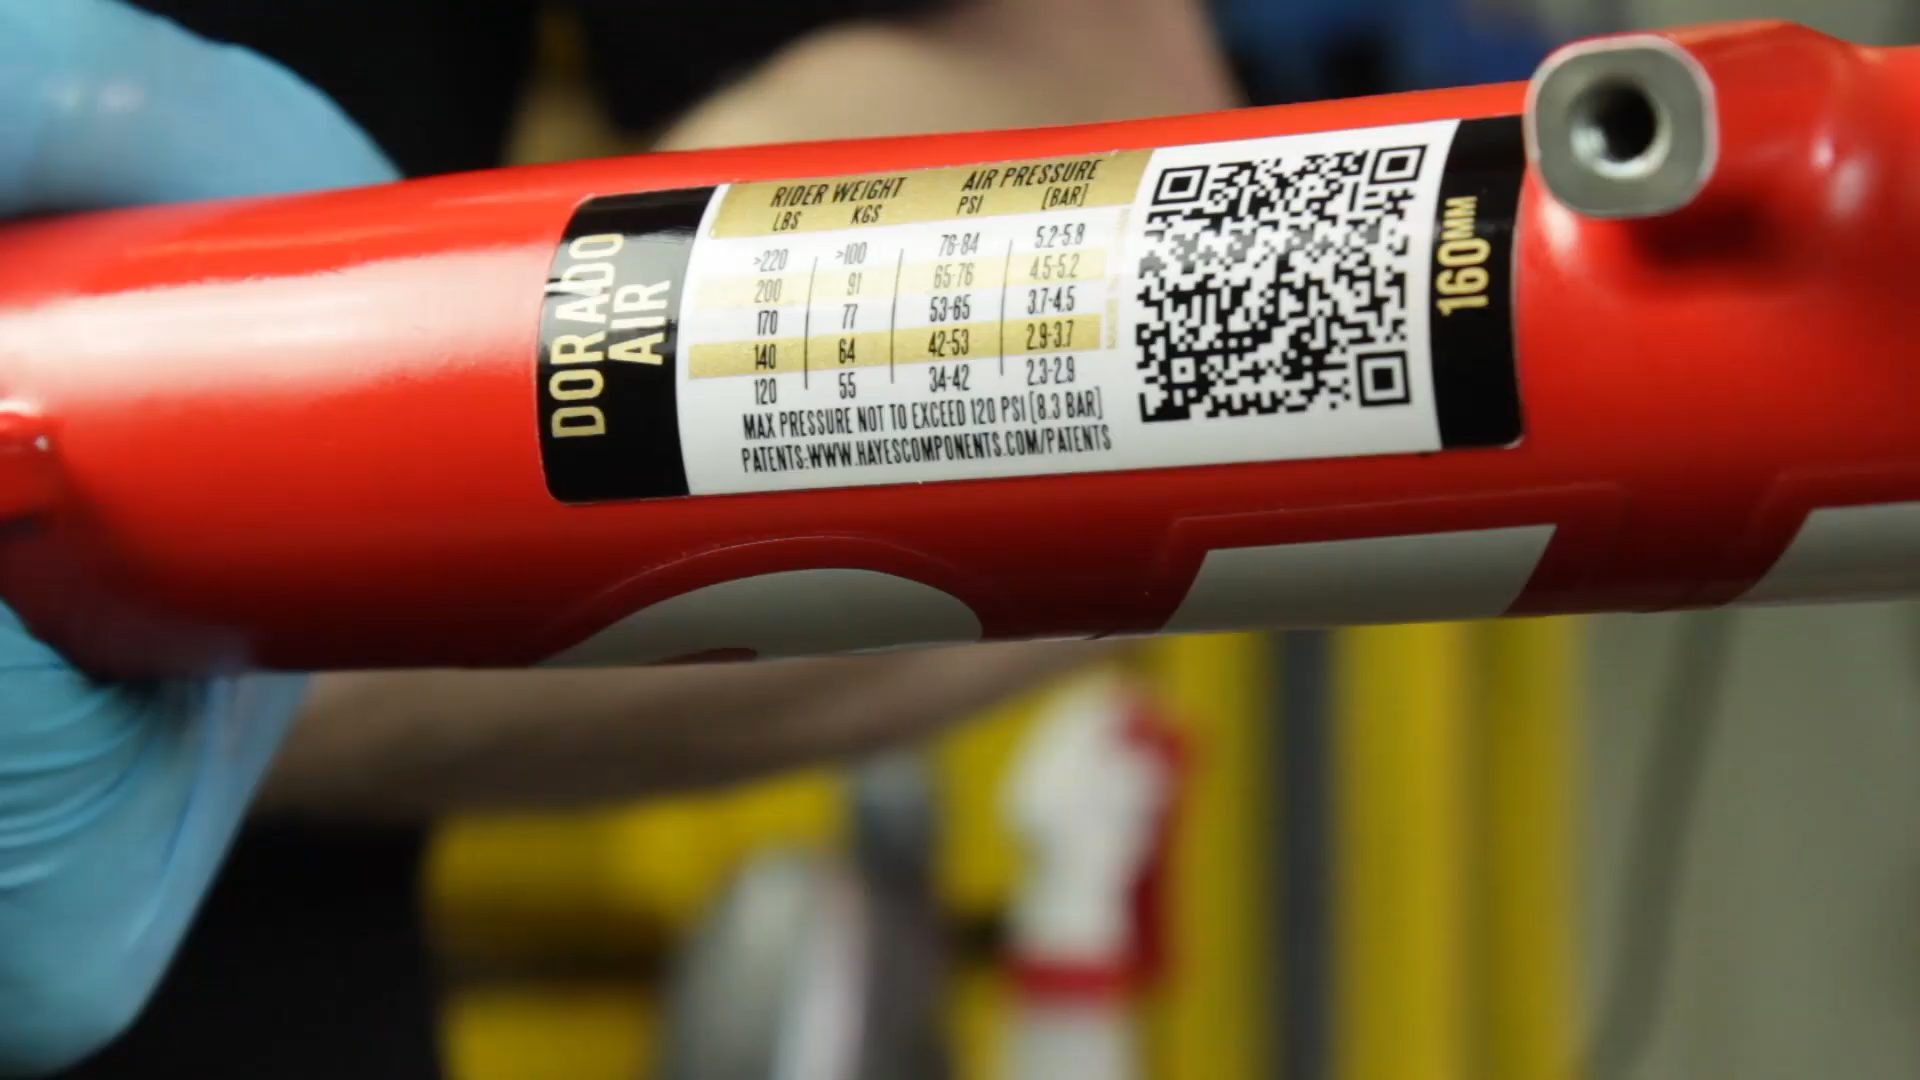 DORADO
AIR
RIDER WEIGHT AIR PRESSURE
LBS KGS PSI [BAR]
>220 >100 76-84 5.2-5.8
200 91 65-76 4.5-5.2
170 77 53-65 3.7-4.5
140 64 42-53 2.9-3.7
120 55 34-42 2.3-2.9
MAX PRESSURE NOT TO EXCEED 120 PSI [8.3 BAR]
PATENTS:WWW.HAYESCOMPONENTS.COM/PATENTS
160MM